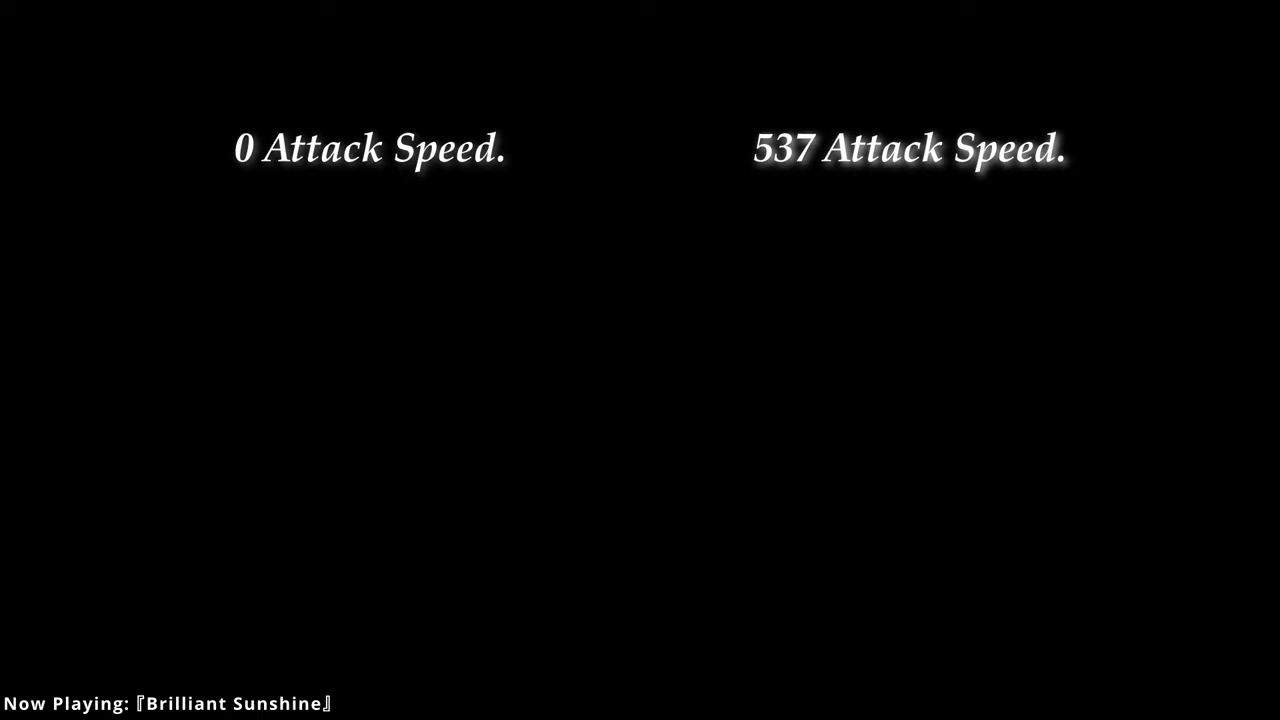 0 Attack Speed.
537 Attack Speed.
Now Playing:『Brilliant Sunshine』